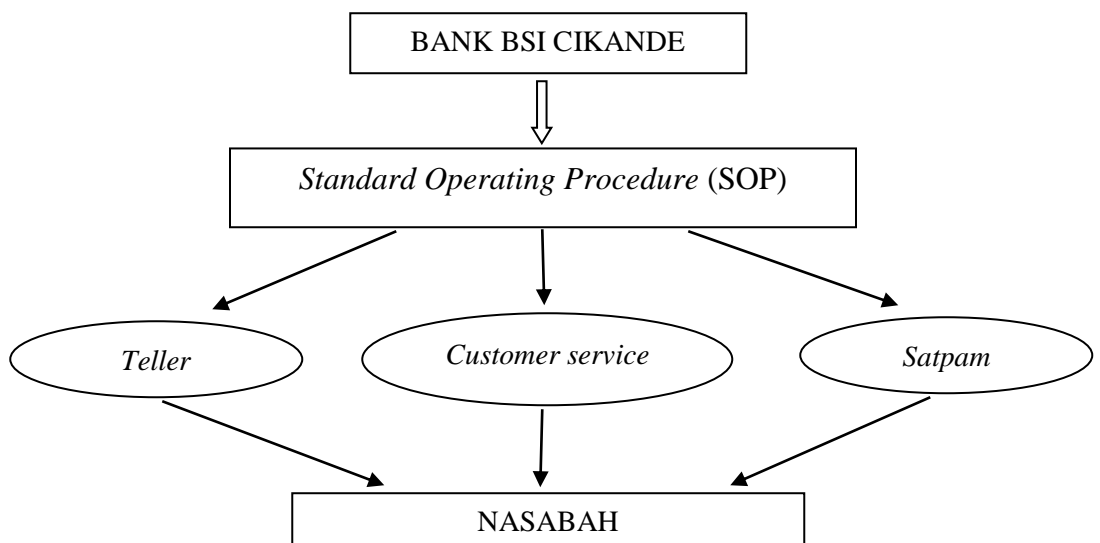 BANK BSI CIKANDE
Standard Operating Procedure (SOP)
Teller
Customer service
Satpam
NASABAH